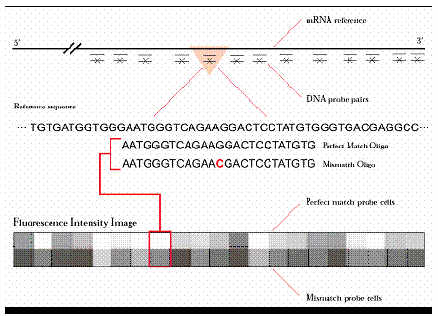 mRNA reference
5'
3'
DNA probe pairs
Reference sequence
··· TGTGATGGTGGGAATGGGTCAGAAGGACTCCTATGTGGGTGACGAGGCC ···
AATGGGTCAGAAGGACTCCTATGTG Perfect Match Oligo
AATGGGTCAGAACGACTCCTATGTG Mismatch Oligo
Perfect match probe cells
Fluorescence Intensity Image
Mismatch probe cells